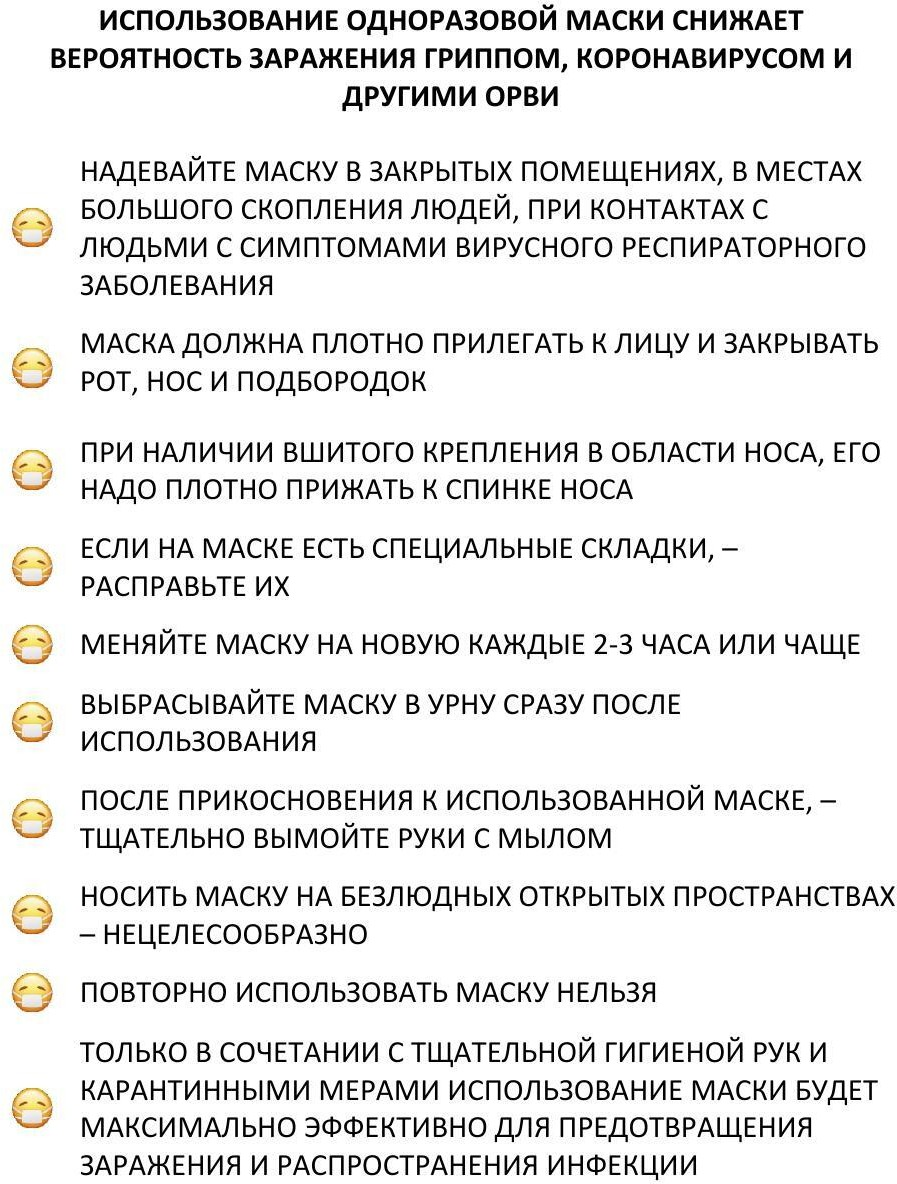 ИСПОЛЬЗОВАНИЕ ОДНОРАЗОВОЙ МАСКИ СНИЖАЕТ
ВЕРОЯТНОСТЬ ЗАРАЖЕНИЯ ГРИППОМ, КОРОНАВИРУСОМ И
ДРУГИМИ ОРВИ
НАДЕВАЙТЕ МАСКУ В ЗАКРЫТЫХ ПОМЕЩЕНИЯХ, В МЕСТАХ
БОЛЬШОГО СКОПЛЕНИЯ ЛЮДЕЙ, ПРИ КОНТАКТАХ С
ЛЮДЬМИ С СИМПТОМАМИ ВИРУСНОГО РЕСПИРАТОРНОГО
ЗАБОЛЕВАНИЯ
МАСКА ДОЛЖНА ПЛОТНО ПРИЛЕГАТЬ К ЛИЦУ И ЗАКРЫВАТЬ
РОТ, НОС И ПОДБОРОДОК
ПРИ НАЛИЧИИ ВШИТОГО КРЕПЛЕНИЯ В ОБЛАСТИ НОСА, ЕГО
НАДО ПЛОТНО ПРИЖАТЬ К СПИНКЕ НОСА
ЕСЛИ НА МАСКЕ ЕСТЬ СПЕЦИАЛЬНЫЕ СКЛАДКИ, –
РАСПРАВЬТЕ ИХ
МЕНЯЙТЕ МАСКУ НА НОВУЮ КАЖДЫЕ 2-3 ЧАСА ИЛИ ЧАЩЕ
ВЫБРАСЫВАЙТЕ МАСКУ В УРНУ СРАЗУ ПОСЛЕ
ИСПОЛЬЗОВАНИЯ
ПОСЛЕ ПРИКОСНОВЕНИЯ К ИСПОЛЬЗОВАННОЙ МАСКЕ, –
ТЩАТЕЛЬНО ВЫМОЙТЕ РУКИ С МЫЛОМ
НОСИТЬ МАСКУ НА БЕЗЛЮДНЫХ ОТКРЫТЫХ ПРОСТРАНСТВАХ
– НЕЦЕЛЕСООБРАЗНО
ПОВТОРНО ИСПОЛЬЗОВАТЬ МАСКУ НЕЛЬЗЯ
ТОЛЬКО В СОЧЕТАНИИ С ТЩАТЕЛЬНОЙ ГИГИЕНОЙ РУК И
КАРАНТИННЫМИ МЕРАМИ ИСПОЛЬЗОВАНИЕ МАСКИ БУДЕТ
МАКСИМАЛЬНО ЭФФЕКТИВНО ДЛЯ ПРЕДОТВРАЩЕНИЯ
ЗАРАЖЕНИЯ И РАСПРОСТРАНЕНИЯ ИНФЕКЦИИ